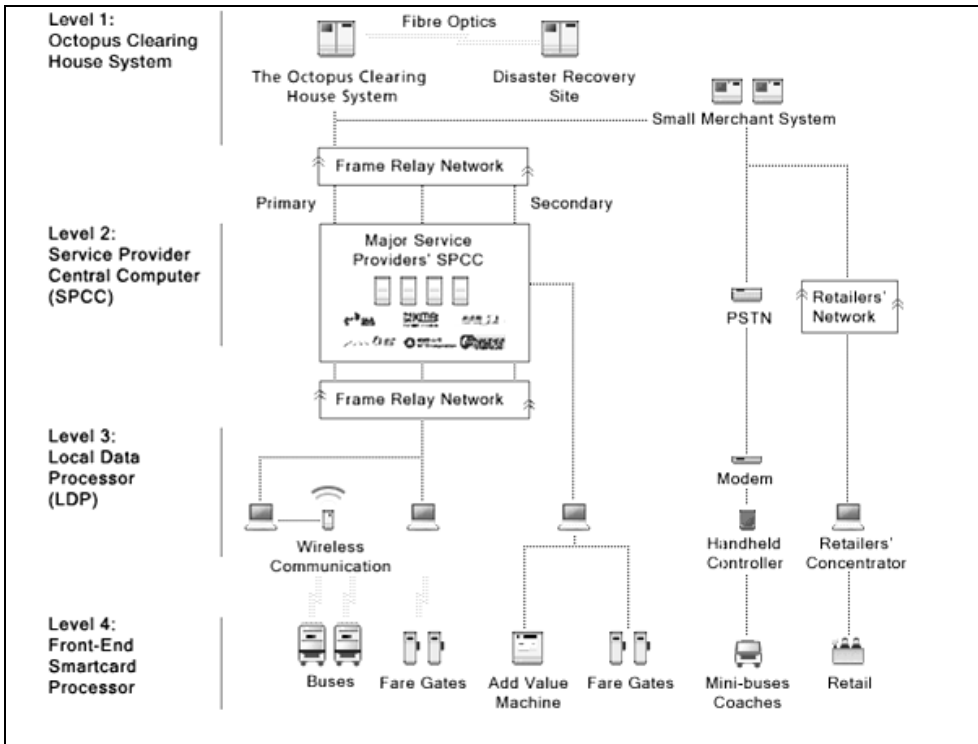 Level 1:
Octopus Clearing
House System
Fibre Optics
The Octopus Clearing
House System
Disaster Recovery
Site
Small Merchant System
Frame Relay Network
Primary
Secondary
Level 2:
Service Provider
Central Computer
(SPCC)
Major Service
Providers' SPCC
PSTN
Retailers'
Network
Frame Relay Network
Level 3:
Local Data
Processor
(LDP)
Modem
Wireless
Communication
Handheld
Controller
Retailers'
Concentrator
Level 4:
Front-End
Smartcard
Processor
Buses
Fare Gates
Add Value
Machine
Fare Gates
Mini-buses
Coaches
Retail